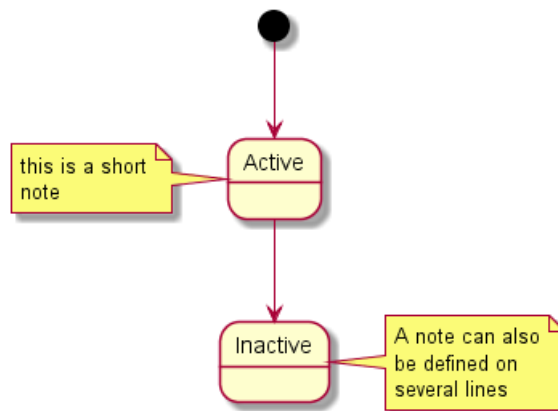 Active
this is a short
note
Inactive
A note can also
be defined on
several lines